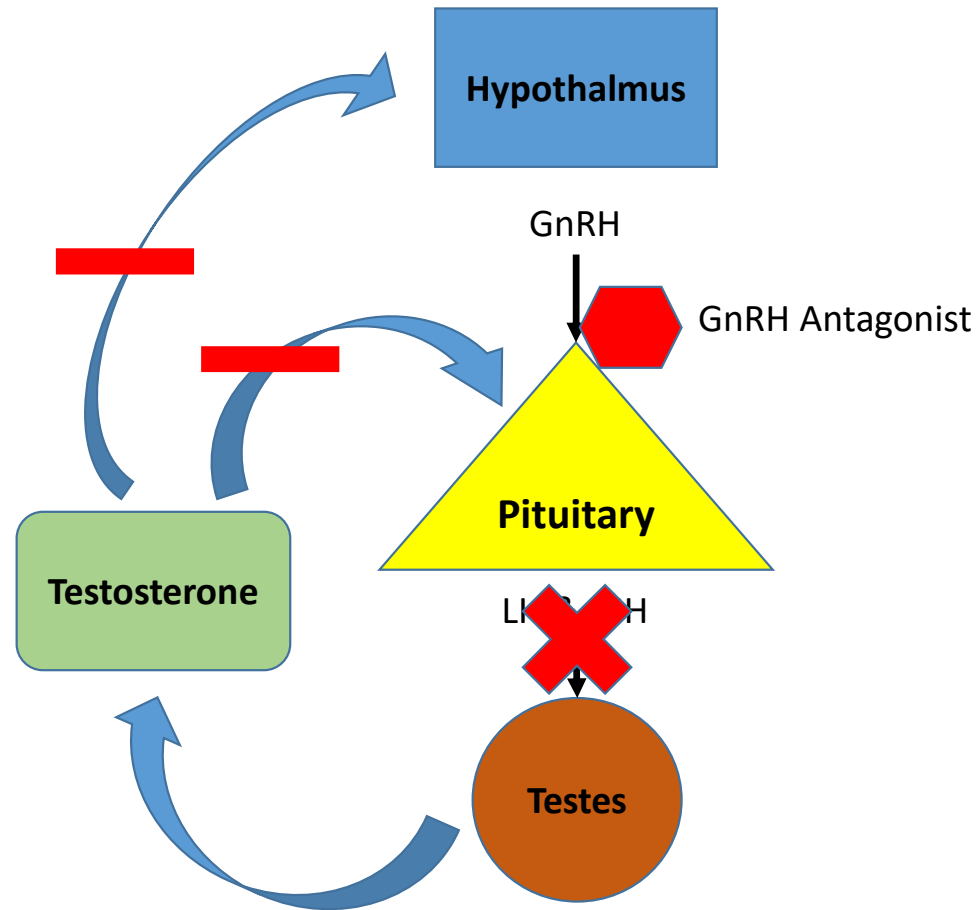 Hypothalmus
GnRH
GnRH Antagonist
Pituitary
Testosterone
Testes